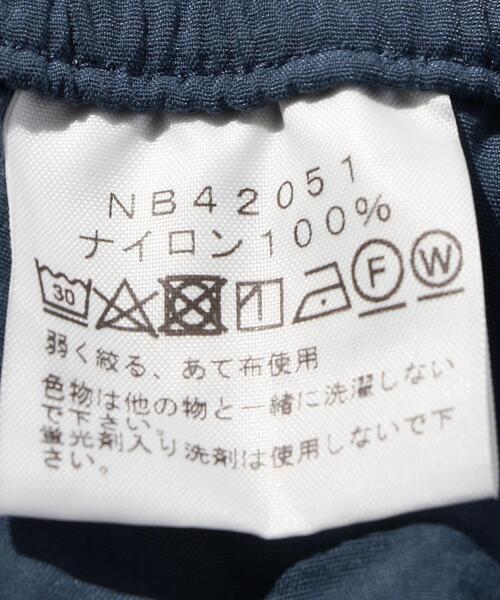 NB42051
ナイロン100%
30 F W
弱く絞る、あて布使用
色物は他の物と一緒に洗濯しない
で下さい。
蛍光剤入り洗剤は使用しないで下
さい。